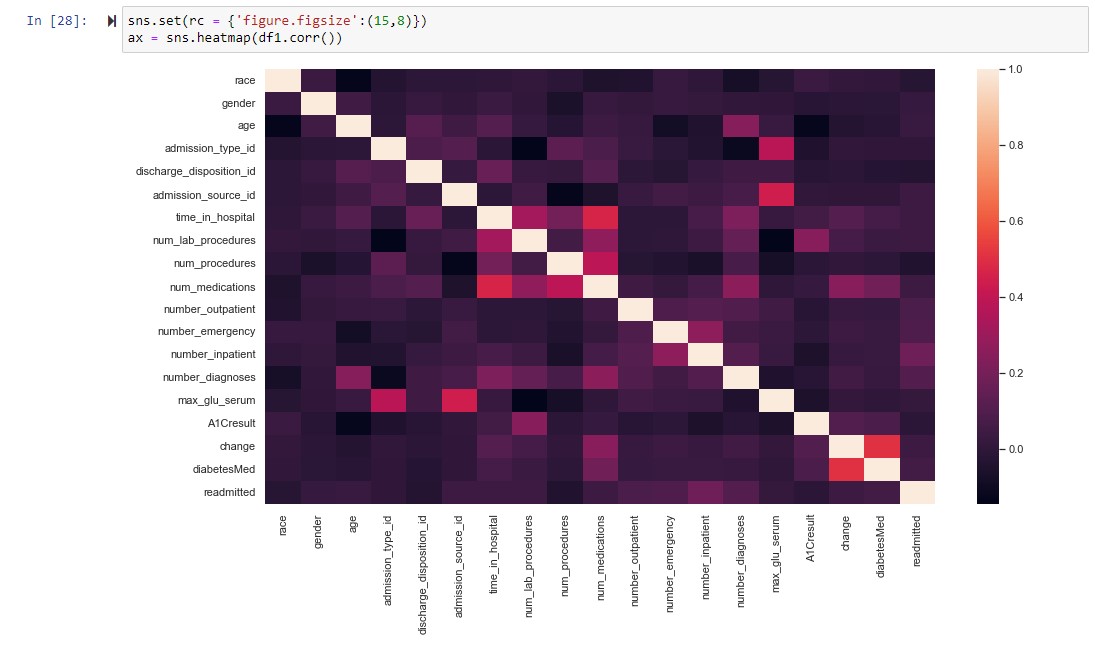 In [28]:
sns.set(rc = {'figure.figsize':(15,8)})
ax = sns.heatmap(df1.corr())
race
gender
age
admission_type_id
discharge_disposition_id
admission_source_id
time_in_hospital
num_lab_procedures
num_procedures
num_medications
number_outpatient
number_emergency
number_inpatient
number_diagnoses
max_glu_serum
A1Cresult
change
diabetesMed
readmitted
1.0
0.8
0.6
0.4
0.2
0.0
race
gender
age
admission_type_id
discharge_disposition_id
admission_source_id
time_in_hospital
num_lab_procedures
num_procedures
num_medications
number_outpatient
number_emergency
number_inpatient
number_diagnoses
max_glu_serum
A1Cresult
change
diabetesMed
readmitted